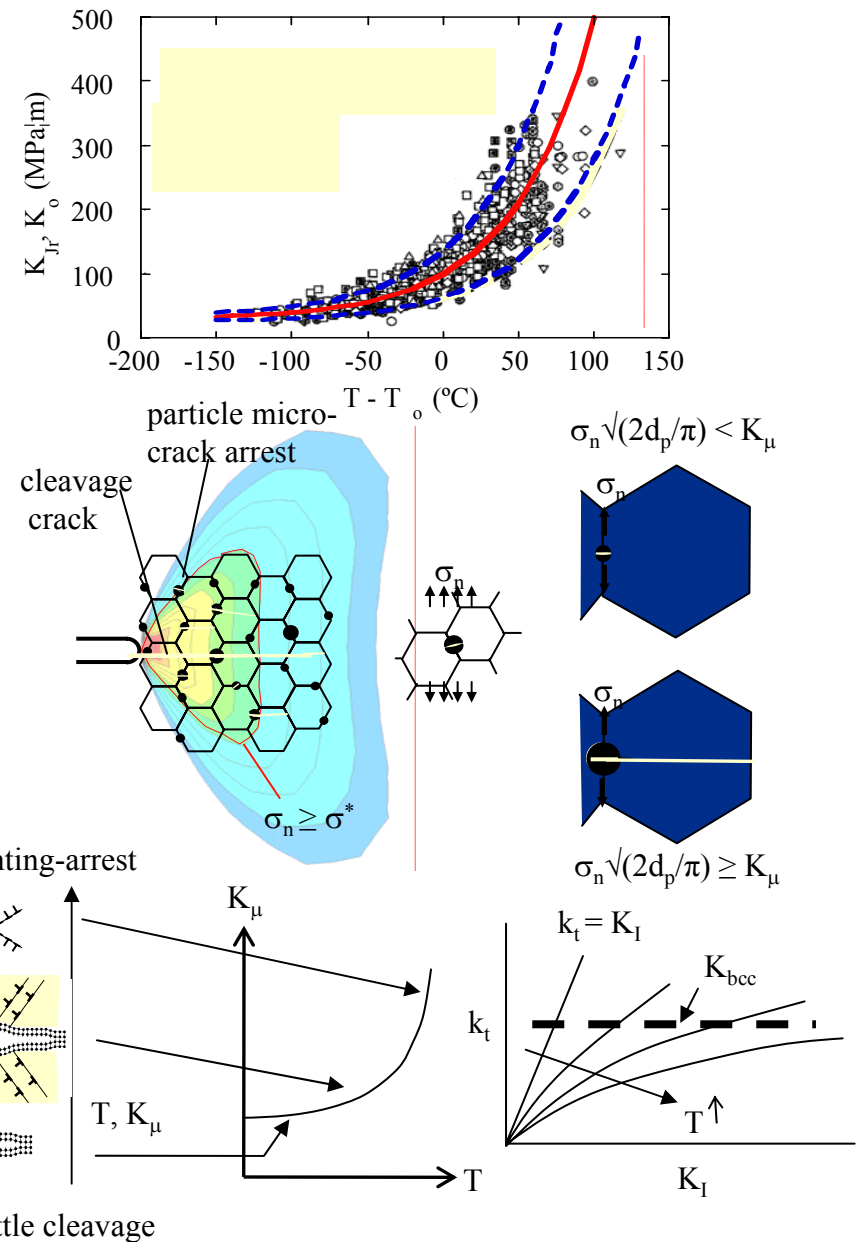 500
400
300
200
100
0
K_Jr, K_o (MPa¦m)
-200 -150 -100 -50 0 50 100 150
T - T_o (ºC)
particle micro-
crack arrest
cleavage
crack
σ_n√(2d_p/π) < K_μ
σ_n
σ_n
σ_n
σ_n ≥ σ^*
σ_n√(2d_p/π) ≥ K_μ
nting-arrest
K_μ
T, K_μ
T
k_t = K_I
K_bcc
k_t
T
K_I
ttle cleavage